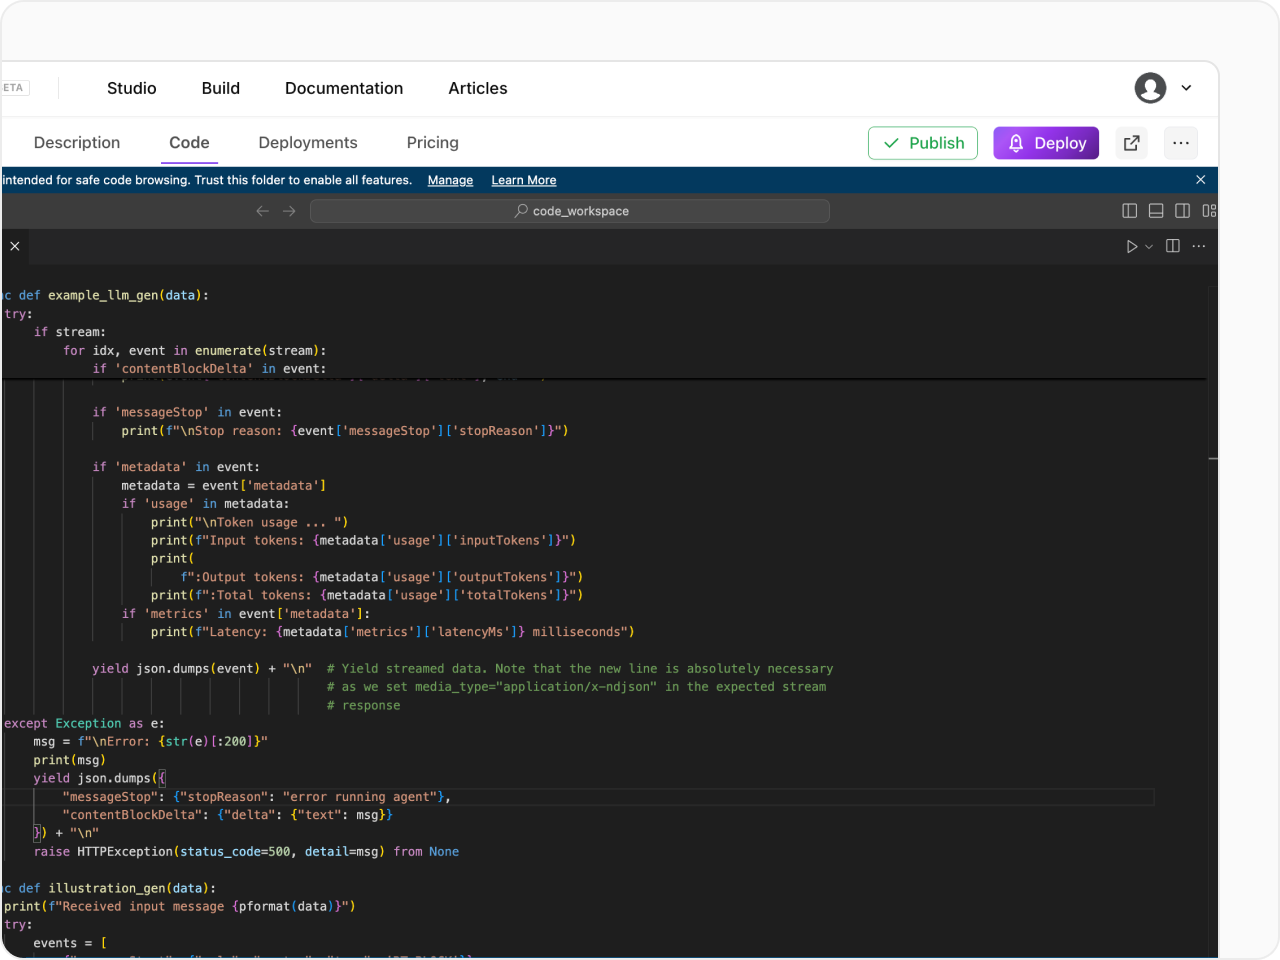 ETA
Studio Build Documentation Articles
Description Code Deployments Pricing Publish Deploy
intended for safe code browsing. Trust this folder to enable all features. Manage Learn More
code_workspace
nc def example_llm_gen(data):
try:
if stream:
for idx, event in enumerate(stream):
if 'contentBlockDelta' in event:
if 'messageStop' in event:
print(f"\nStop reason: {event['messageStop']['stopReason']}")
if 'metadata' in event:
metadata = event['metadata']
if 'usage' in metadata:
print("\nToken usage ... ")
print(f"Input tokens: {metadata['usage']['inputTokens']}")
print(
f":Output tokens: {metadata['usage']['outputTokens']}")
print(f":Total tokens: {metadata['usage']['totalTokens']}")
if 'metrics' in event['metadata']:
print(f"Latency: {metadata['metrics']['latencyMs']} milliseconds")
yield json.dumps(event) + "\n" # Yield streamed data. Note that the new line is absolutely necessary
# as we set media_type="application/x-ndjson" in the expected stream
# response
except Exception as e:
msg = f"\nError: {str(e)[:200]}"
print(msg)
yield json.dumps({
"messageStop": {"stopReason": "error running agent"},
"contentBlockDelta": {"delta": {"text": msg}}
}) + "\n"
raise HTTPException(status_code=500, detail=msg) from None
nc def illustration_gen(data):
print(f"Received input message {pformat(data)}")
try:
events = [